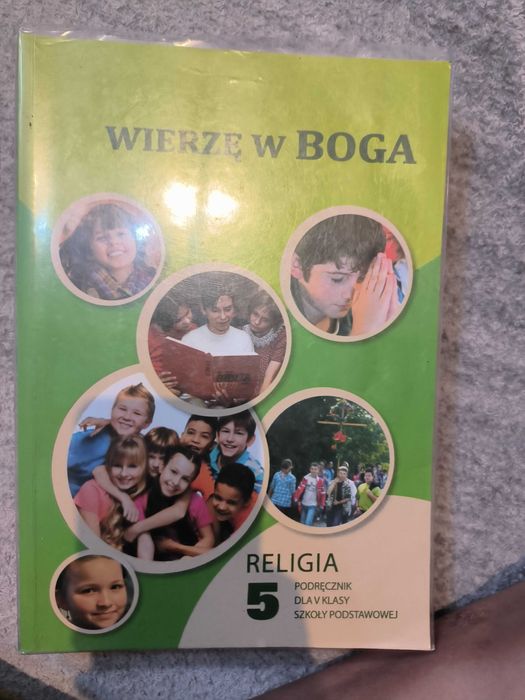 WIERZĘ W BOGA
RELIGIA
5
PODRĘCZNIK
DLA V KLASY
SZKOŁY PODSTAWOWEJ